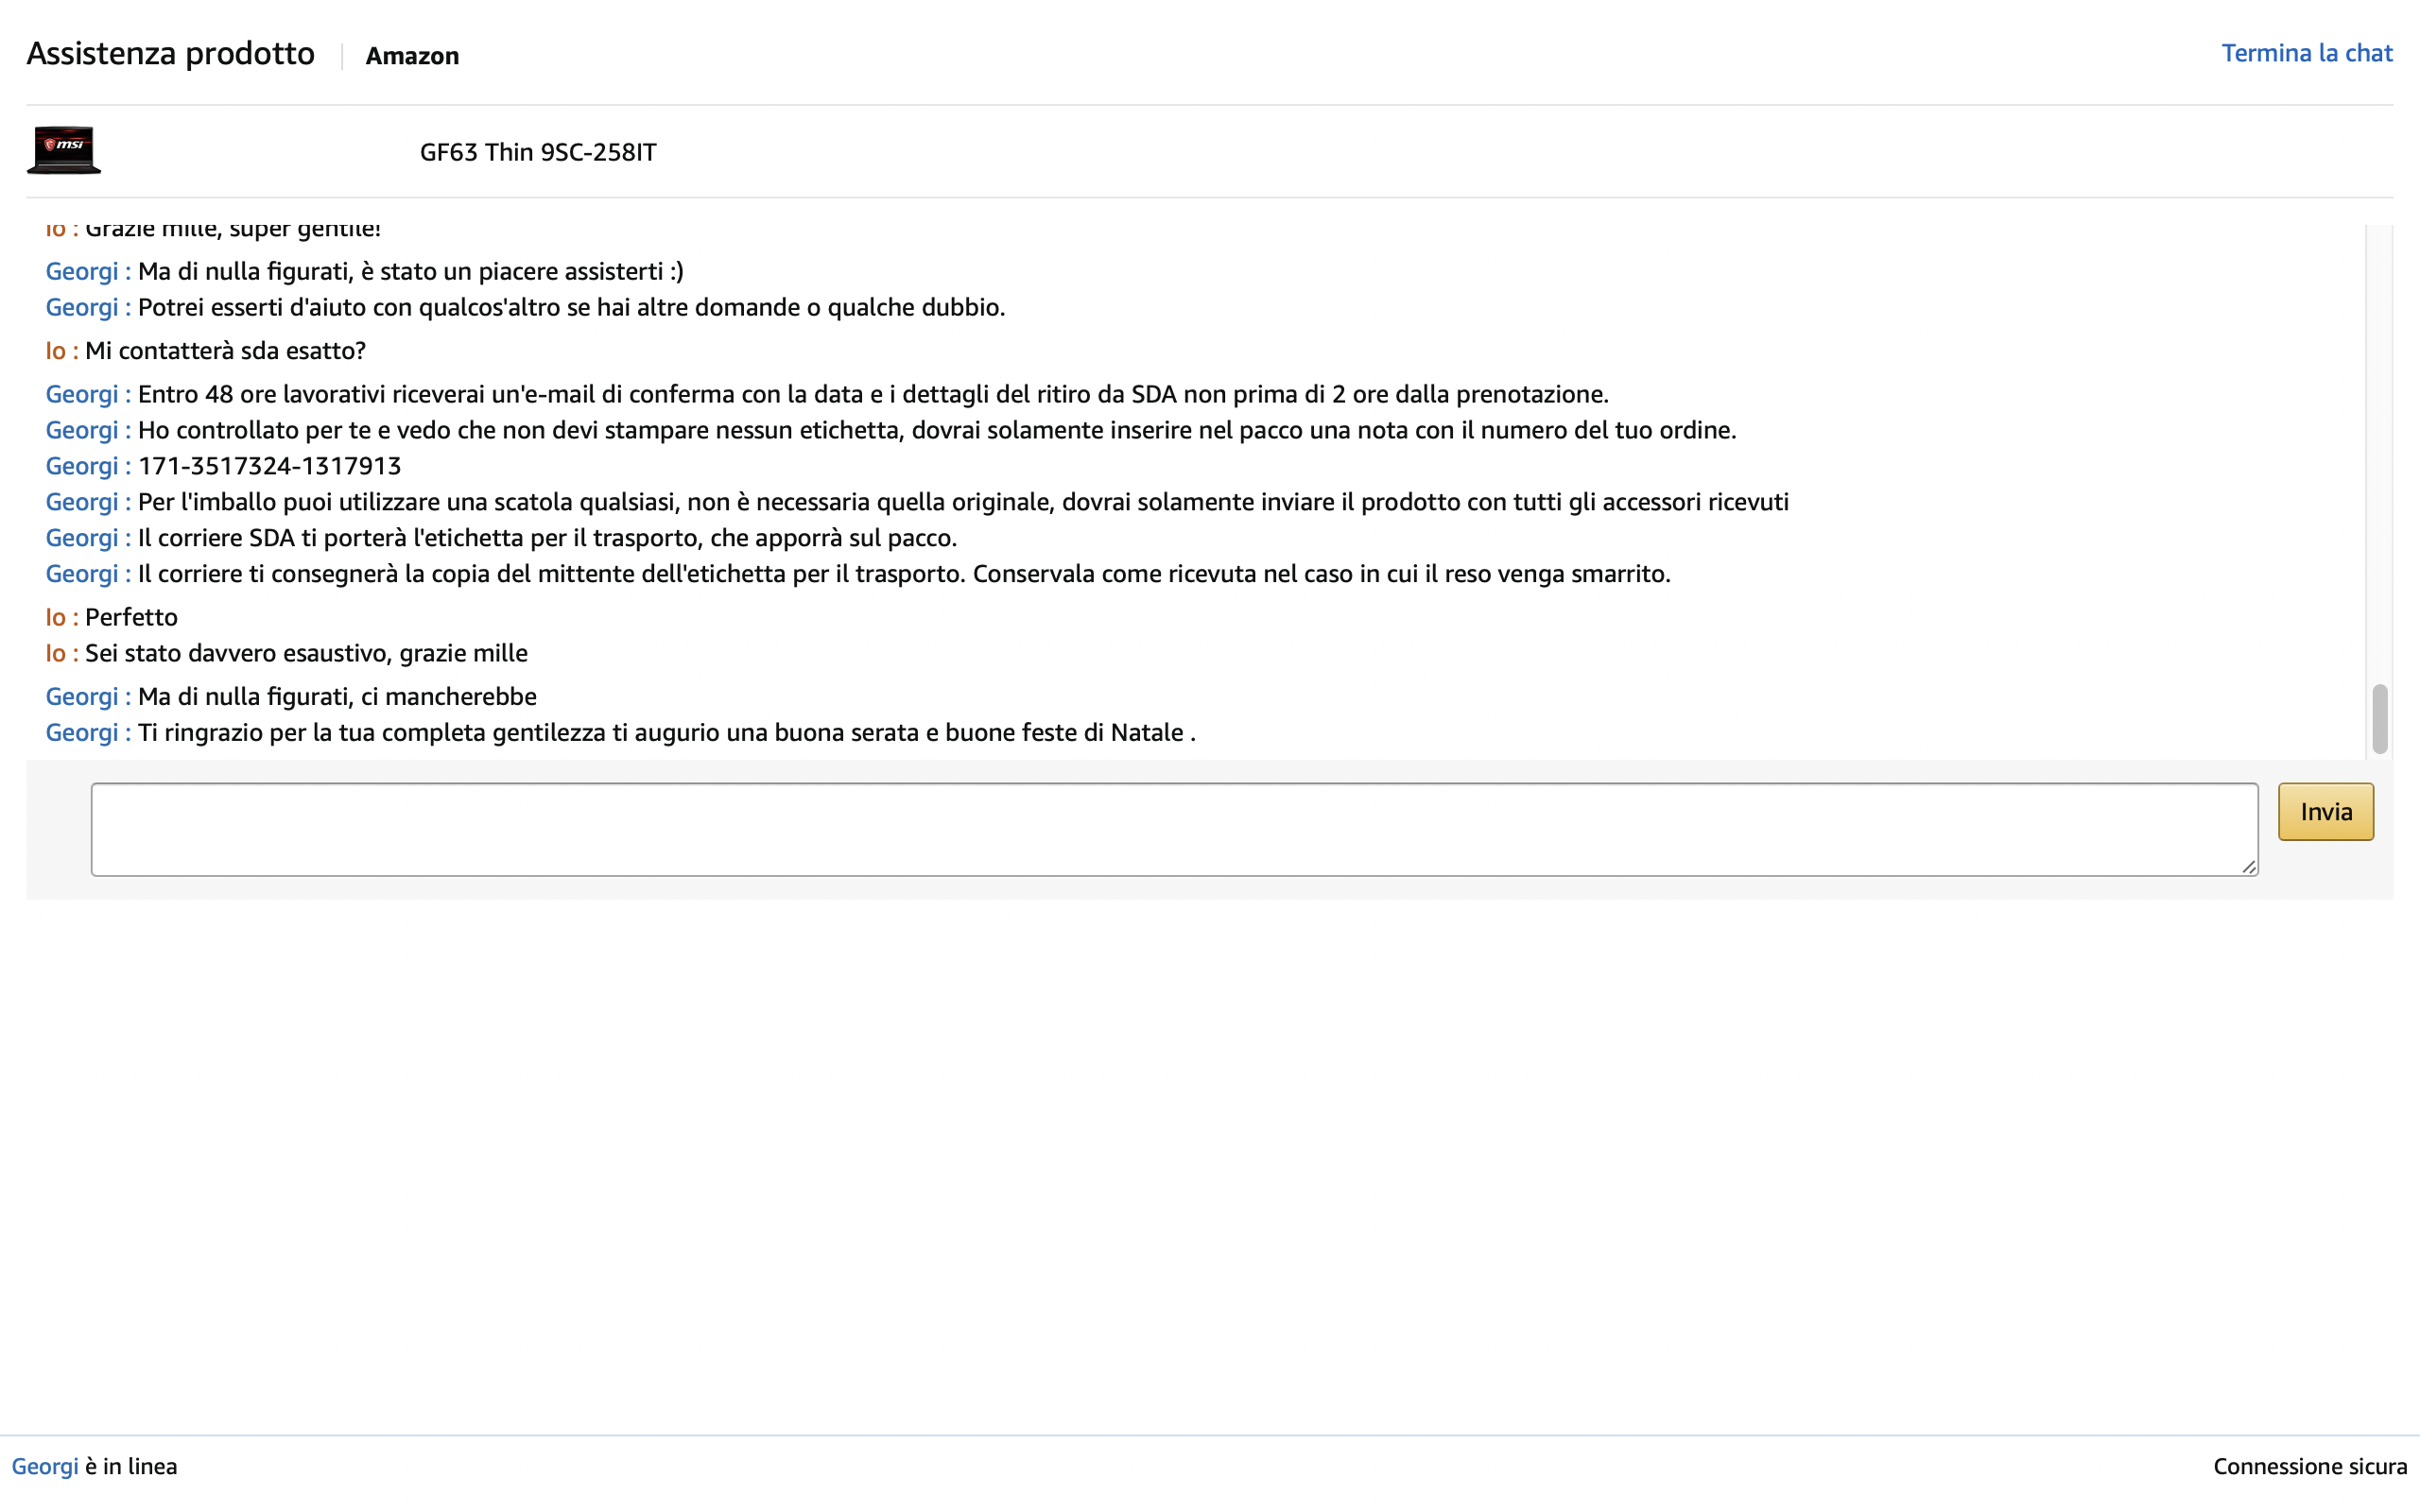 Assistenza prodotto
Amazon
Termina la chat
msi
GF63 Thin 9SC-258IT
Io : Grazie mille, super gentile!
Georgi : Ma di nulla figurati, è stato un piacere assisterti :)
Georgi : Potrei esserti d'aiuto con qualcos'altro se hai altre domande o qualche dubbio.
Io : Mi contatterà sda esatto?
Georgi : Entro 48 ore lavorativi riceverai un'e-mail di conferma con la data e i dettagli del ritiro da SDA non prima di 2 ore dalla prenotazione.
Georgi : Ho controllato per te e vedo che non devi stampare nessun etichetta, dovrai solamente inserire nel pacco una nota con il numero del tuo ordine.
Georgi : 171-3517324-1317913
Georgi : Per l'imballo puoi utilizzare una scatola qualsiasi, non è necessaria quella originale, dovrai solamente inviare il prodotto con tutti gli accessori ricevuti
Georgi : Il corriere SDA ti porterà l'etichetta per il trasporto, che apporrà sul pacco.
Georgi : Il corriere ti consegnerà la copia del mittente dell'etichetta per il trasporto. Conservala come ricevuta nel caso in cui il reso venga smarrito.
Io : Perfetto
Io : Sei stato davvero esaustivo, grazie mille
Georgi : Ma di nulla figurati, ci mancherebbe
Georgi : Ti ringrazio per la tua completa gentilezza ti augurio una buona serata e buone feste di Natale .
Invia
Georgi è in linea
Connessione sicura